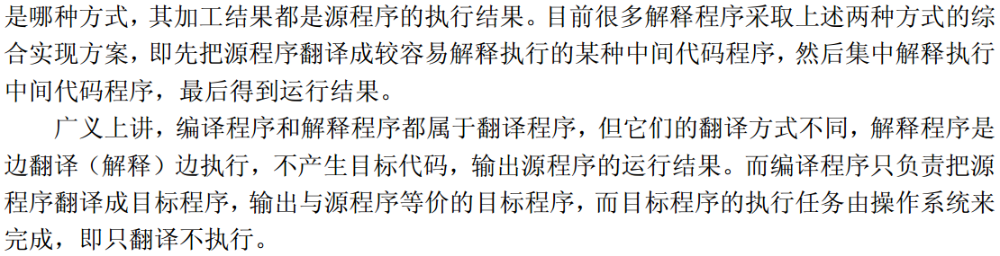 是哪种方式，其加工结果都是源程序的执行结果。目前很多解释程序采取上述两种方式的综
合实现方案，即先把源程序翻译成较容易解释执行的某种中间代码程序，然后集中解释执行
中间代码程序，最后得到运行结果。
广义上讲，编译程序和解释程序都属于翻译程序，但它们的翻译方式不同，解释程序是
边翻译（解释）边执行，不产生目标代码，输出源程序的运行结果。而编译程序只负责把源
程序翻译成目标程序，输出与源程序等价的目标程序，而目标程序的执行任务由操作系统来
完成，即只翻译不执行。